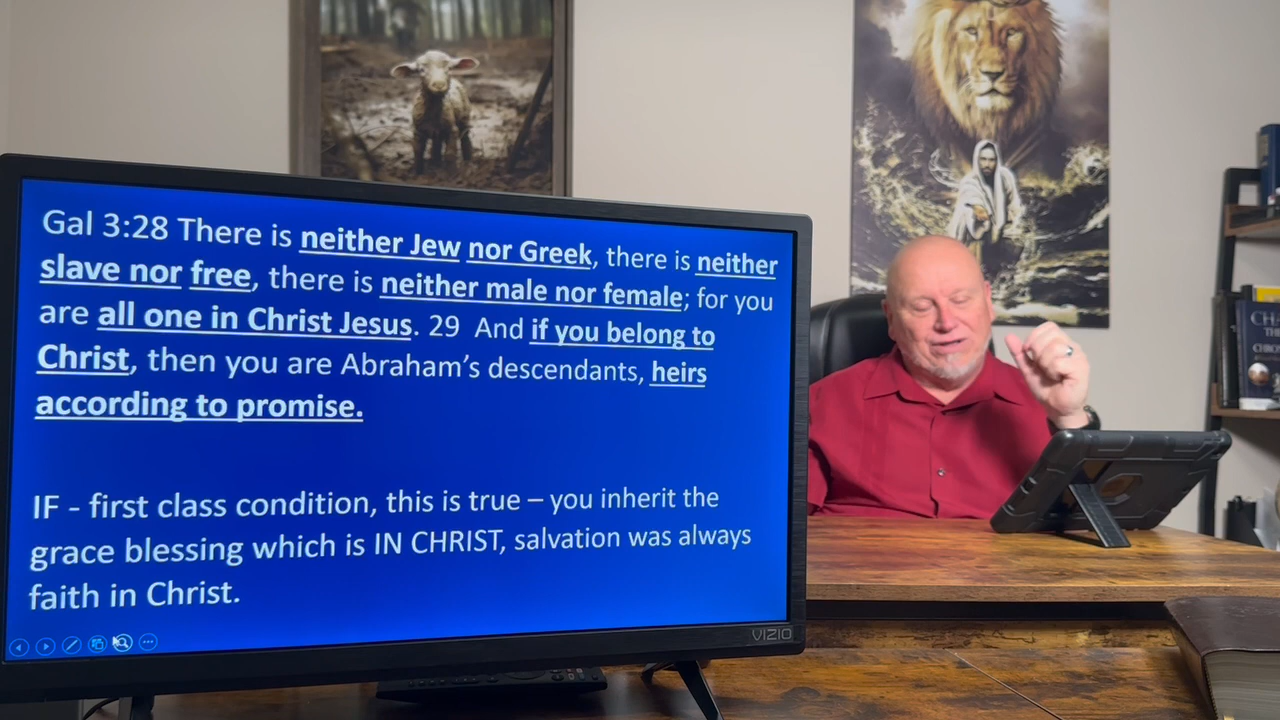 Gal 3:28 There is neither Jew nor Greek, there is neither
slave nor free, there is neither male nor female; for you
are all one in Christ Jesus. 29 And if you belong to
Christ, then you are Abraham’s descendants, heirs
according to promise.
IF - first class condition, this is true – you inherit the
grace blessing which is IN CHRIST, salvation was always
faith in Christ.
VIZIO